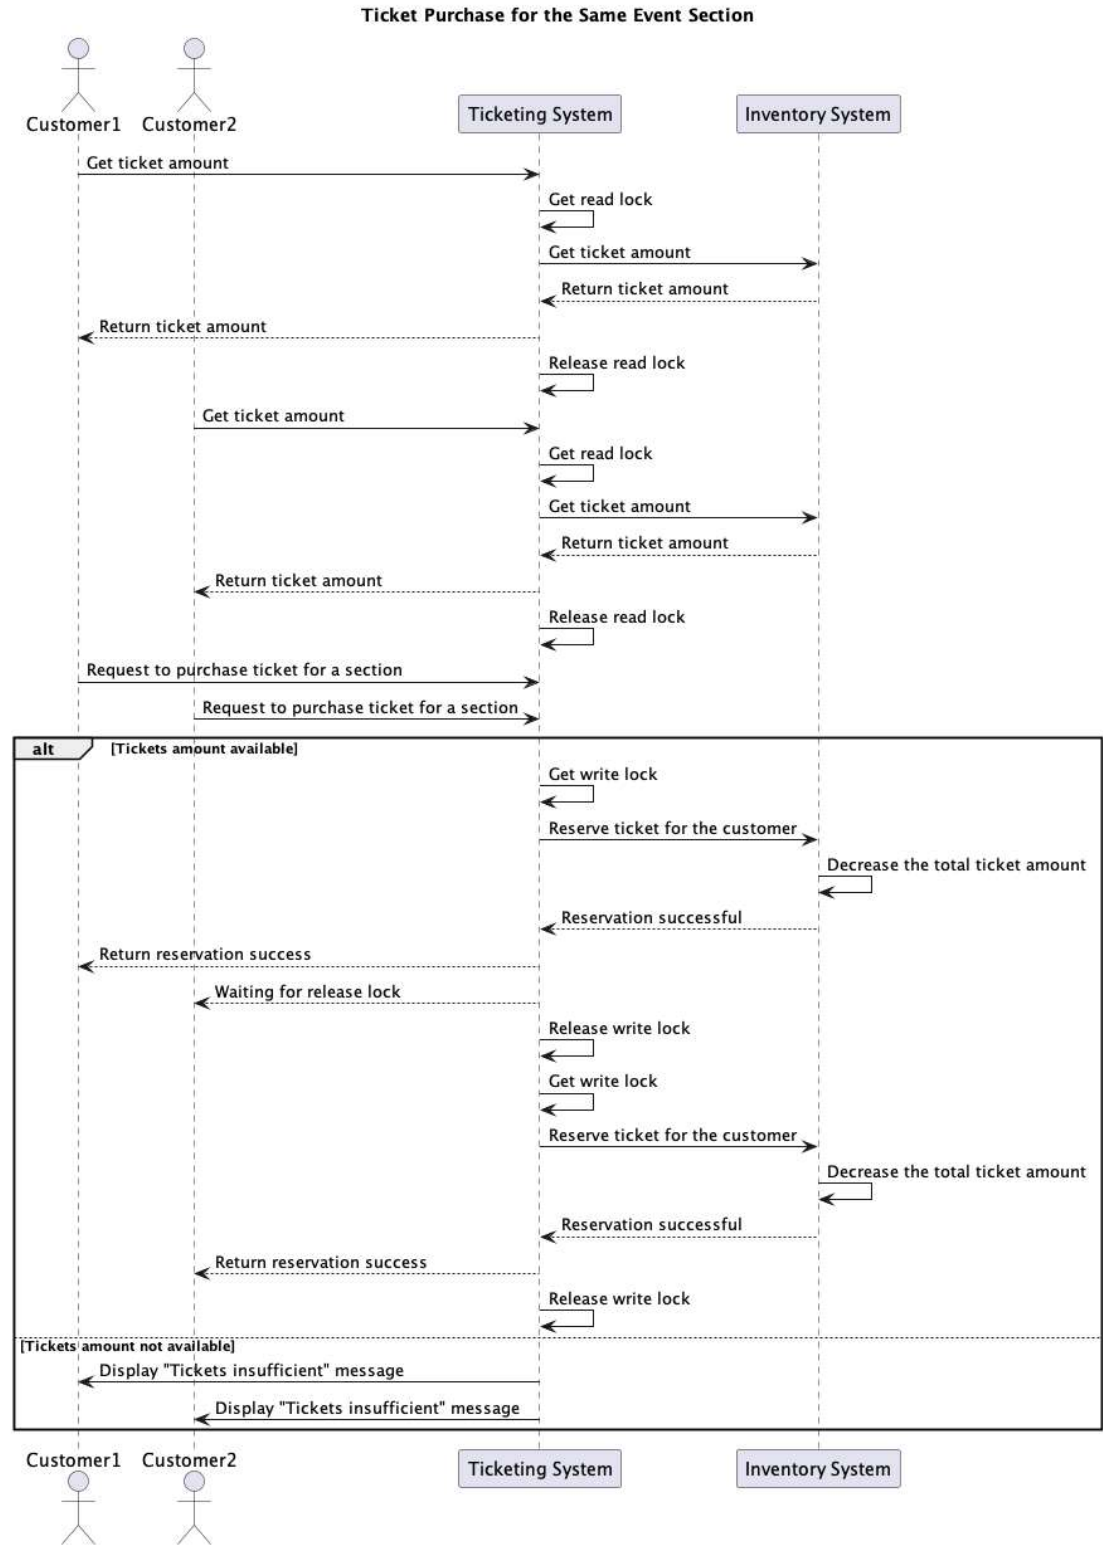 Ticket Purchase for the Same Event Section
Customer1
Customer2
Ticketing System
Inventory System
Get ticket amount
Get read lock
Get ticket amount
Return ticket amount
Return ticket amount
Release read lock
Get ticket amount
Get read lock
Get ticket amount
Return ticket amount
Return ticket amount
Release read lock
Request to purchase ticket for a section
Request to purchase ticket for a section
alt
[Tickets amount available]
Get write lock
Reserve ticket for the customer
Decrease the total ticket amount
Reservation successful
Return reservation success
Waiting for release lock
Release write lock
Get write lock
Reserve ticket for the customer
Decrease the total ticket amount
Reservation successful
Return reservation success
Release write lock
[Tickets amount not available]
Display "Tickets insufficient" message
Display "Tickets insufficient" message
Customer1
Customer2
Ticketing System
Inventory System